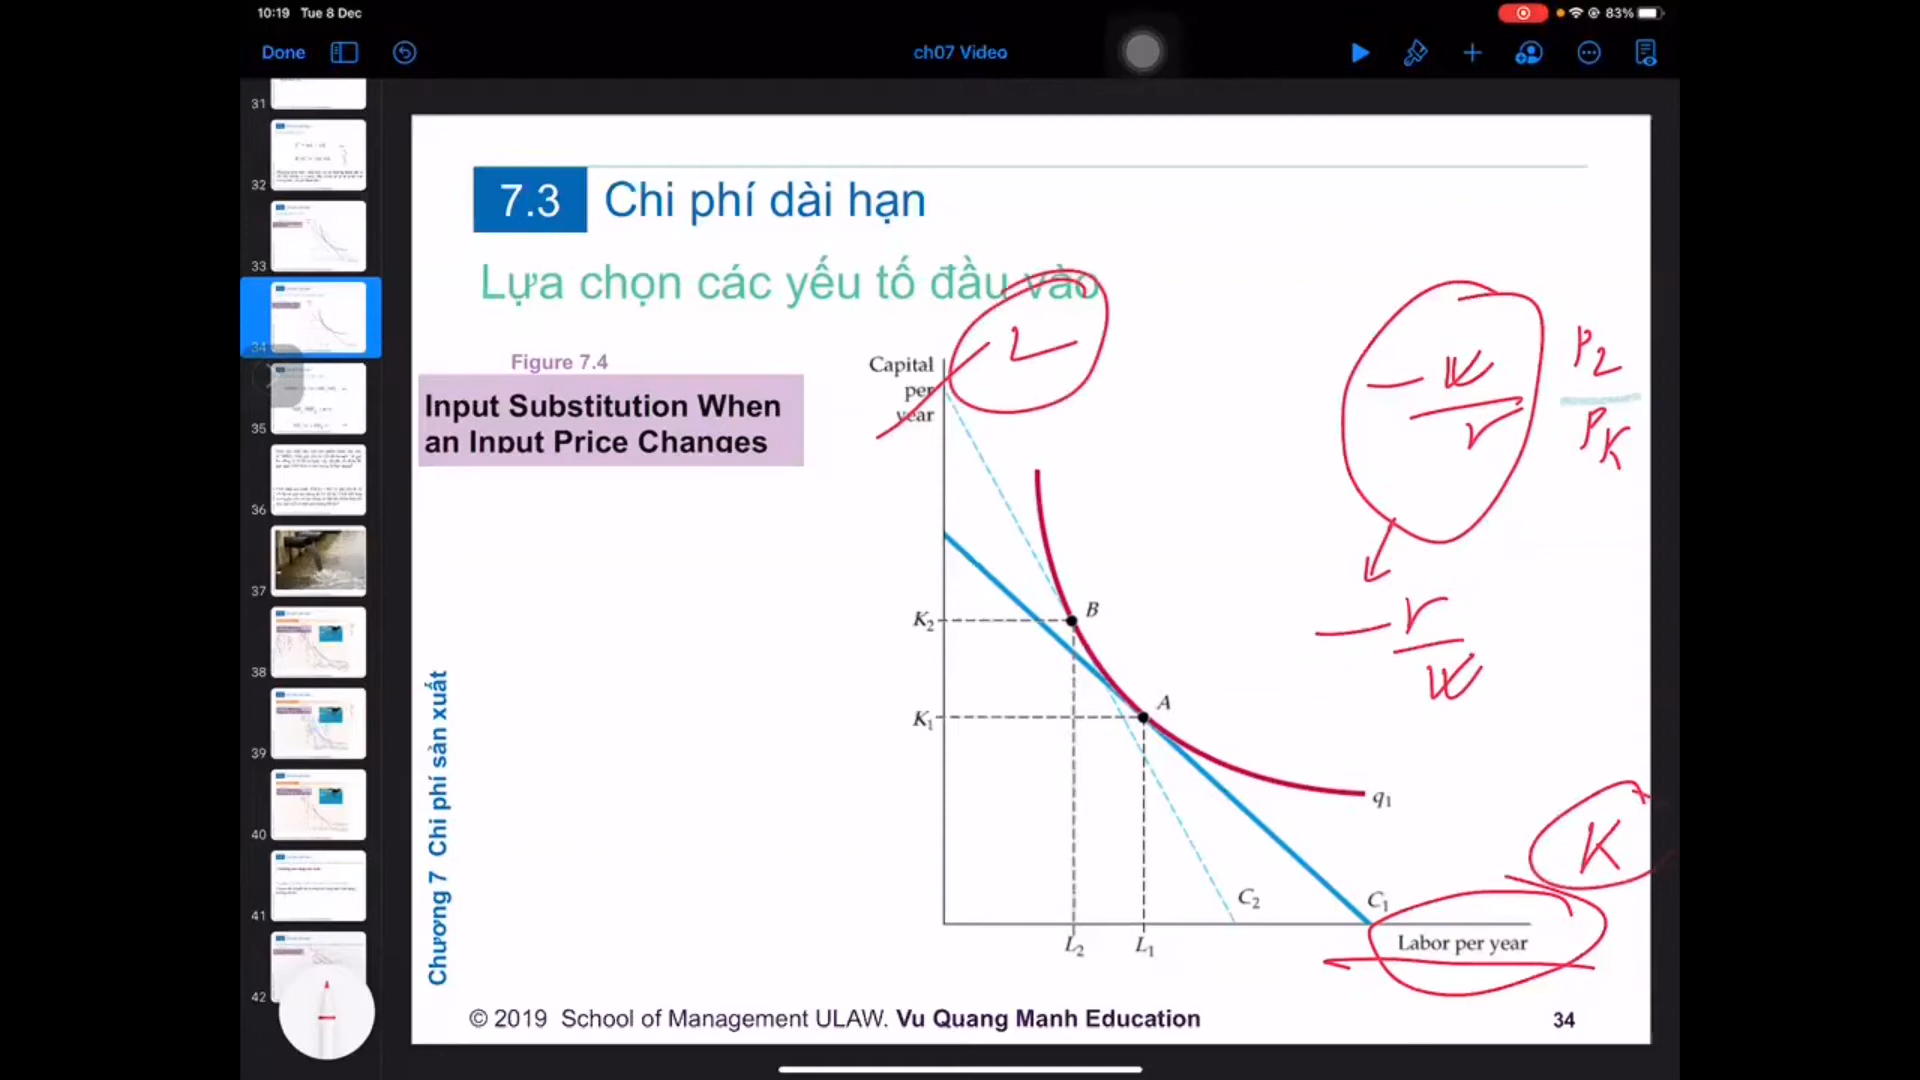 10:19 Tue 8 Dec
83%
Done
ch07 Video
31
32
33
34
35
36
37
38
39
40
41
42
7.3 Chi phí dài hạn
Lựa chọn các yếu tố đầu vào
Figure 7.4
Input Substitution When
an Input Price Changes
Chương 7 Chi phí sản xuất
Capital
per
year
L
- w
r
P2
PK
- r
w
B
K2
A
K1
q1
K
C2
C1
L2
L1
Labor per year
© 2019 School of Management ULAW. Vu Quang Manh Education
34